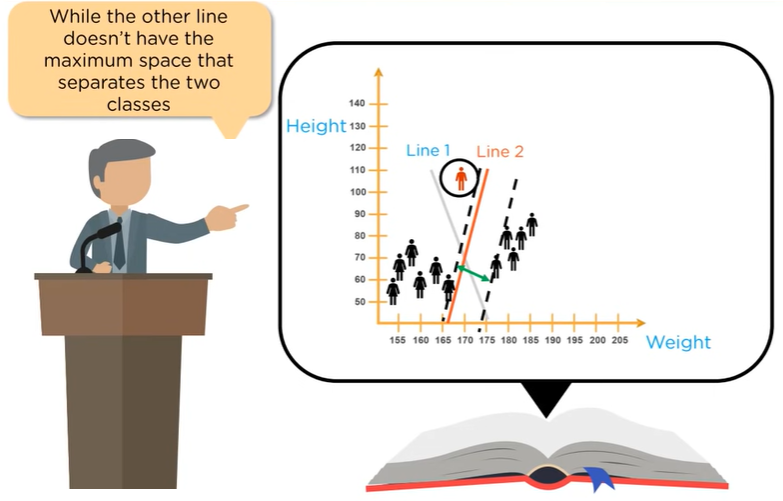 While the other line
doesn't have the
maximum space that
separates the two
classes
Height
140
130
120
110
100
90
80
70
60
50
Line 1
Line 2
155 160 165 170 175 180 185 190 195 200 205
Weight